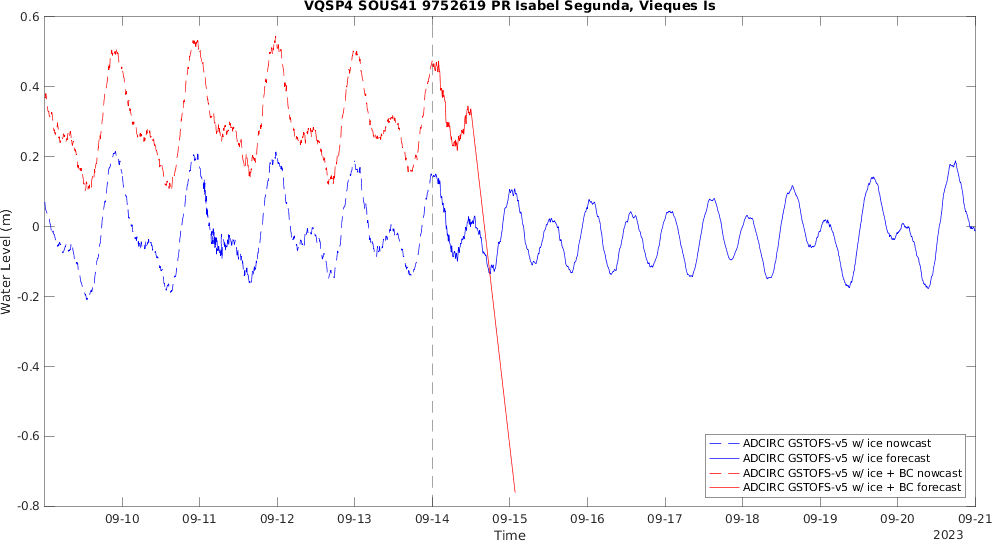 VQSP4 SOUS41 9752619 PR Isabel Segunda, Vieques Is
0.6
0.4
0.2
0
-0.2
-0.4
-0.6
-0.8
Water Level (m)
ADCIRC GSTOFS-v5 w/ ice nowcast
ADCIRC GSTOFS-v5 w/ ice forecast
ADCIRC GSTOFS-v5 w/ ice + BC nowcast
ADCIRC GSTOFS-v5 w/ ice + BC forecast
09-10 09-11 09-12 09-13 09-14 09-15 09-16 09-17 09-18 09-19 09-20 09-21
Time
2023